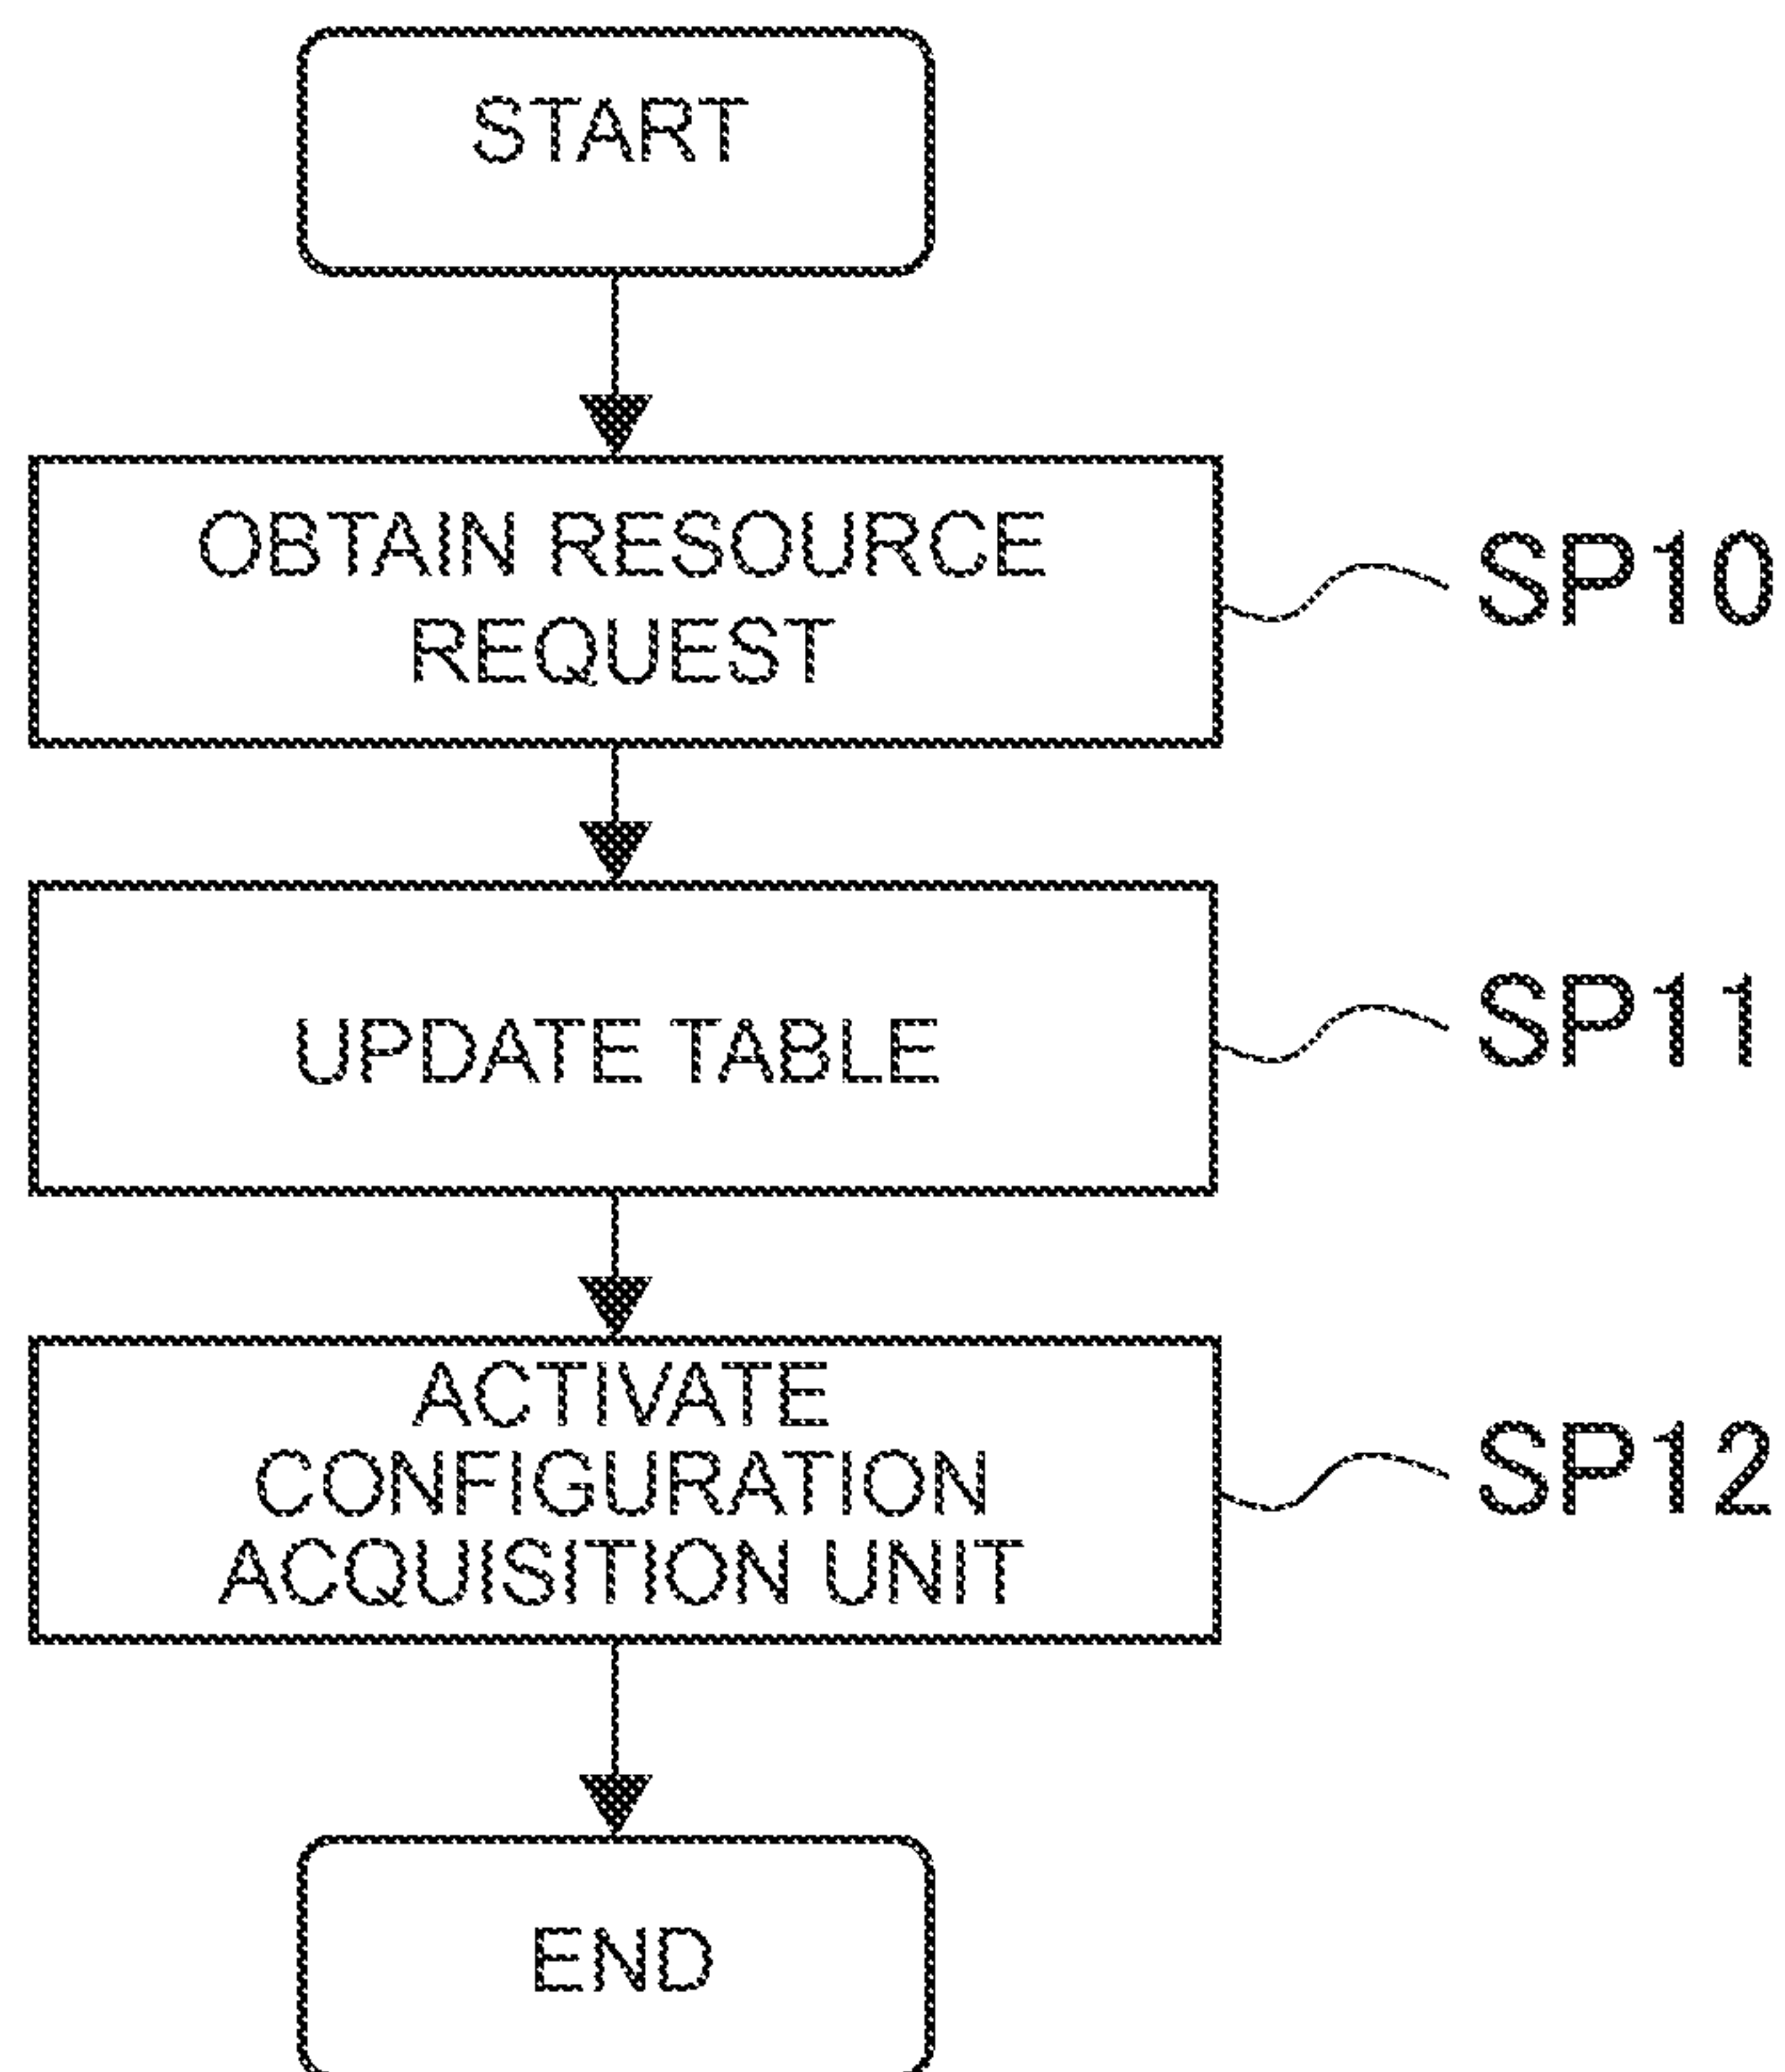 START
OBTAIN RESOURCE
REQUEST
SP10
UPDATE TABLE
SP11
ACTIVATE
CONFIGURATION
ACQUISITION UNIT
SP12
END